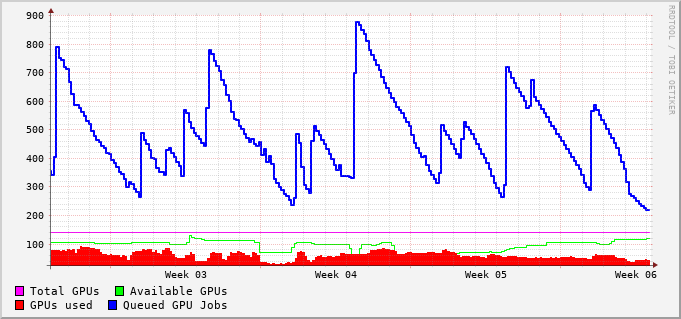 900
800
700
600
500
400
300
200
100
Week 03 Week 04 Week 05 Week 06
Total GPUs Available GPUs
GPUs used Queued GPU Jobs
RRDTOOL / TOBI OETIKER